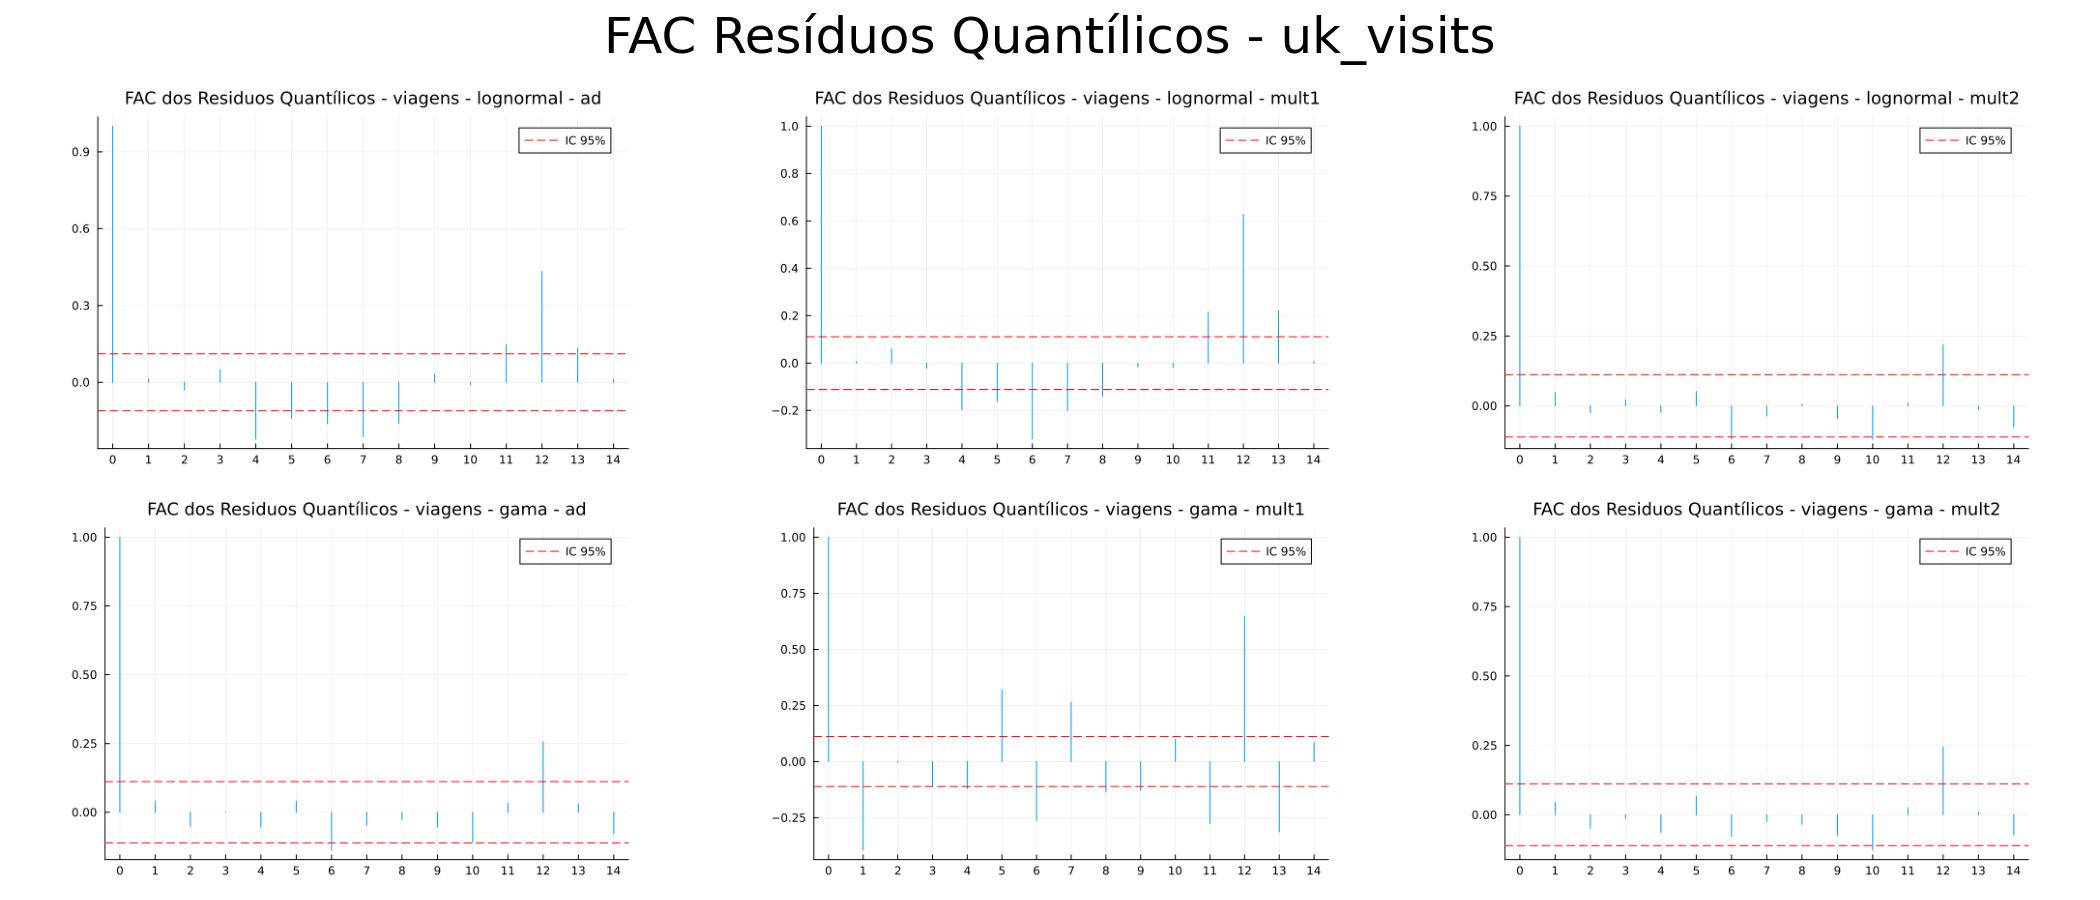 FAC Resíduos Quantílicos - uk_visits
FAC dos Residuos Quantílicos - viagens - lognormal - ad
IC 95%
0.9
0.6
0.3
0.0
0 1 2 3 4 5 6 7 8 9 10 11 12 13 14
FAC dos Residuos Quantílicos - viagens - lognormal - mult1
IC 95%
1.0
0.8
0.6
0.4
0.2
0.0
−0.2
0 1 2 3 4 5 6 7 8 9 10 11 12 13 14
FAC dos Residuos Quantílicos - viagens - lognormal - mult2
IC 95%
1.00
0.75
0.50
0.25
0.00
0 1 2 3 4 5 6 7 8 9 10 11 12 13 14
FAC dos Residuos Quantílicos - viagens - gama - ad
IC 95%
1.00
0.75
0.50
0.25
0.00
0 1 2 3 4 5 6 7 8 9 10 11 12 13 14
FAC dos Residuos Quantílicos - viagens - gama - mult1
IC 95%
1.00
0.75
0.50
0.25
0.00
−0.25
0 1 2 3 4 5 6 7 8 9 10 11 12 13 14
FAC dos Residuos Quantílicos - viagens - gama - mult2
IC 95%
1.00
0.75
0.50
0.25
0.00
0 1 2 3 4 5 6 7 8 9 10 11 12 13 14